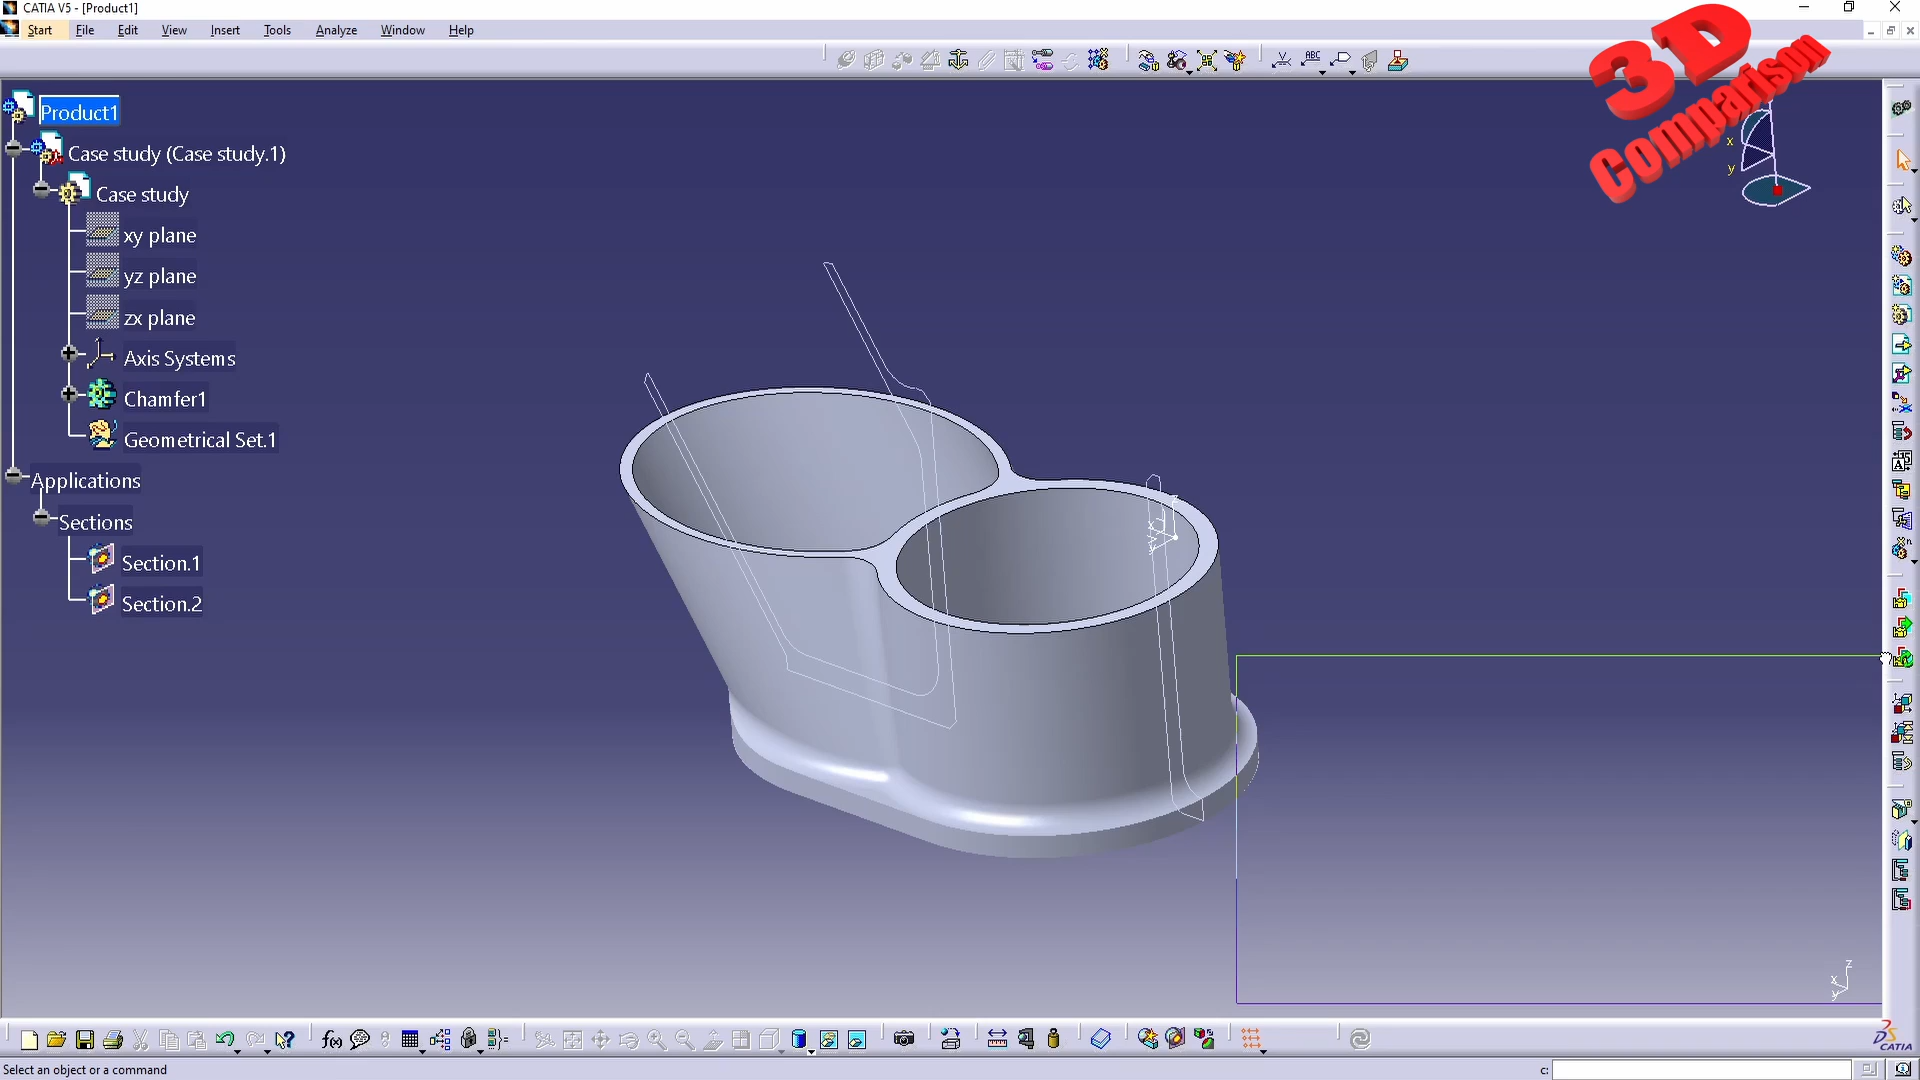 CATIA V5 - [Product1]
Start File Edit View Insert Tools Analyze Window Help
3D
Comparison
ABC
Product1
x
y
Case study (Case study.1)
Case study
xy plane
yz plane
zx plane
Axis Systems
Chamfer1
Geometrical Set.1
Applications
Sections
Section.1
Section.2
z
x
y
f(x)
CATIA
Select an object or a command
c: